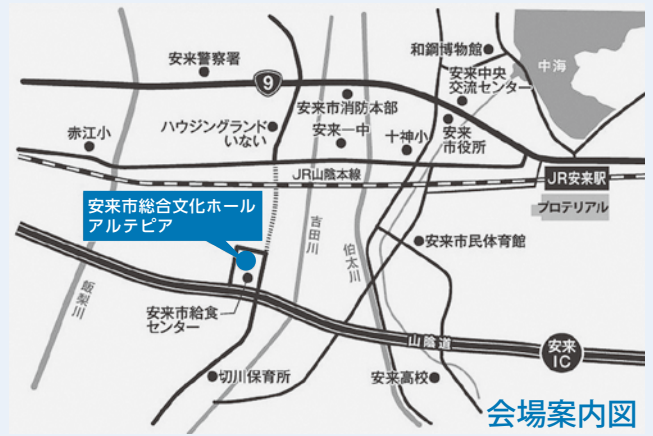 和鋼博物館
中海
安来警察署
9
安来中央
交流センター
安来市消防本部
赤江小
ハウジングランド
いない
安来一中
十神小
安来
市役所
JR山陰本線
JR安来駅
プロテリアル
安来市総合文化ホール
アルテピア
吉田川
伯太川
安来市民体育館
飯梨川
安来市給食
センター
山陰道
安来
IC
切川保育所
安来高校
会場案内図